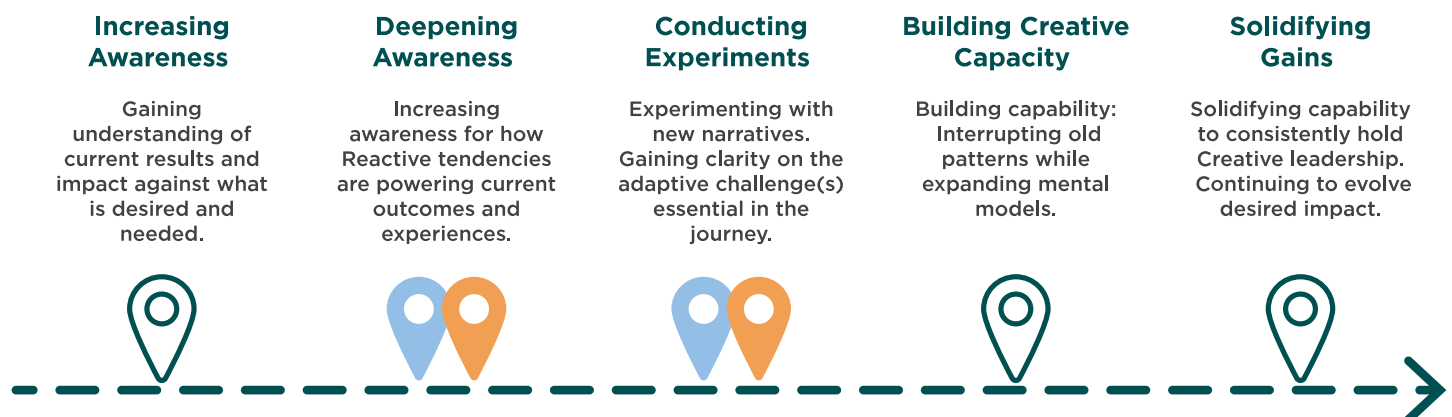 Increasing
Awareness
Gaining
understanding of
current results and
impact against what
is desired and
needed.
Deepening
Awareness
Increasing
awareness for how
Reactive tendencies
are powering current
outcomes and
experiences.
Conducting
Experiments
Experimenting with
new narratives.
Gaining clarity on the
adaptive challenge(s)
essential in the
journey.
Building Creative
Capacity
Building capability:
Interrupting old
patterns while
expanding mental
models.
Solidifying
Gains
Solidifying capability
to consistently hold
Creative leadership.
Continuing to evolve
desired impact.